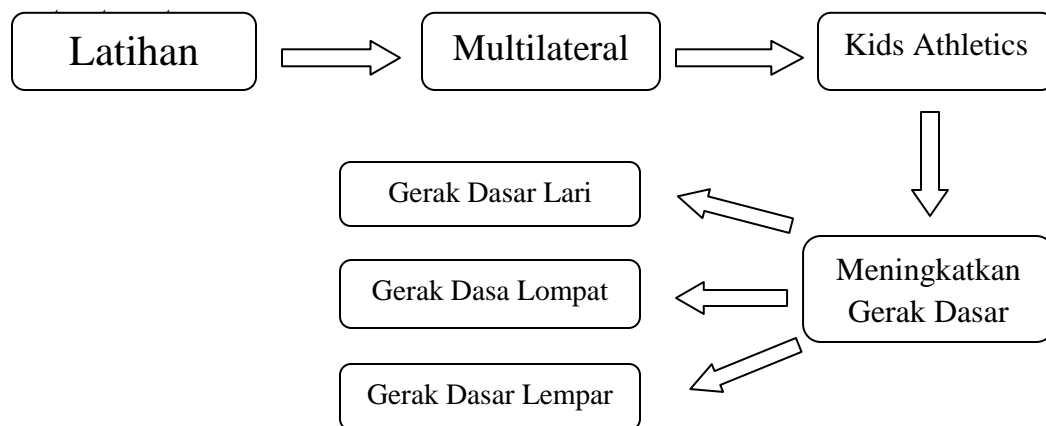 Latihan
Multilateral
Kids Athletics
Meningkatkan
Gerak Dasar
Gerak Dasar Lari
Gerak Dasa Lompat
Gerak Dasar Lempar